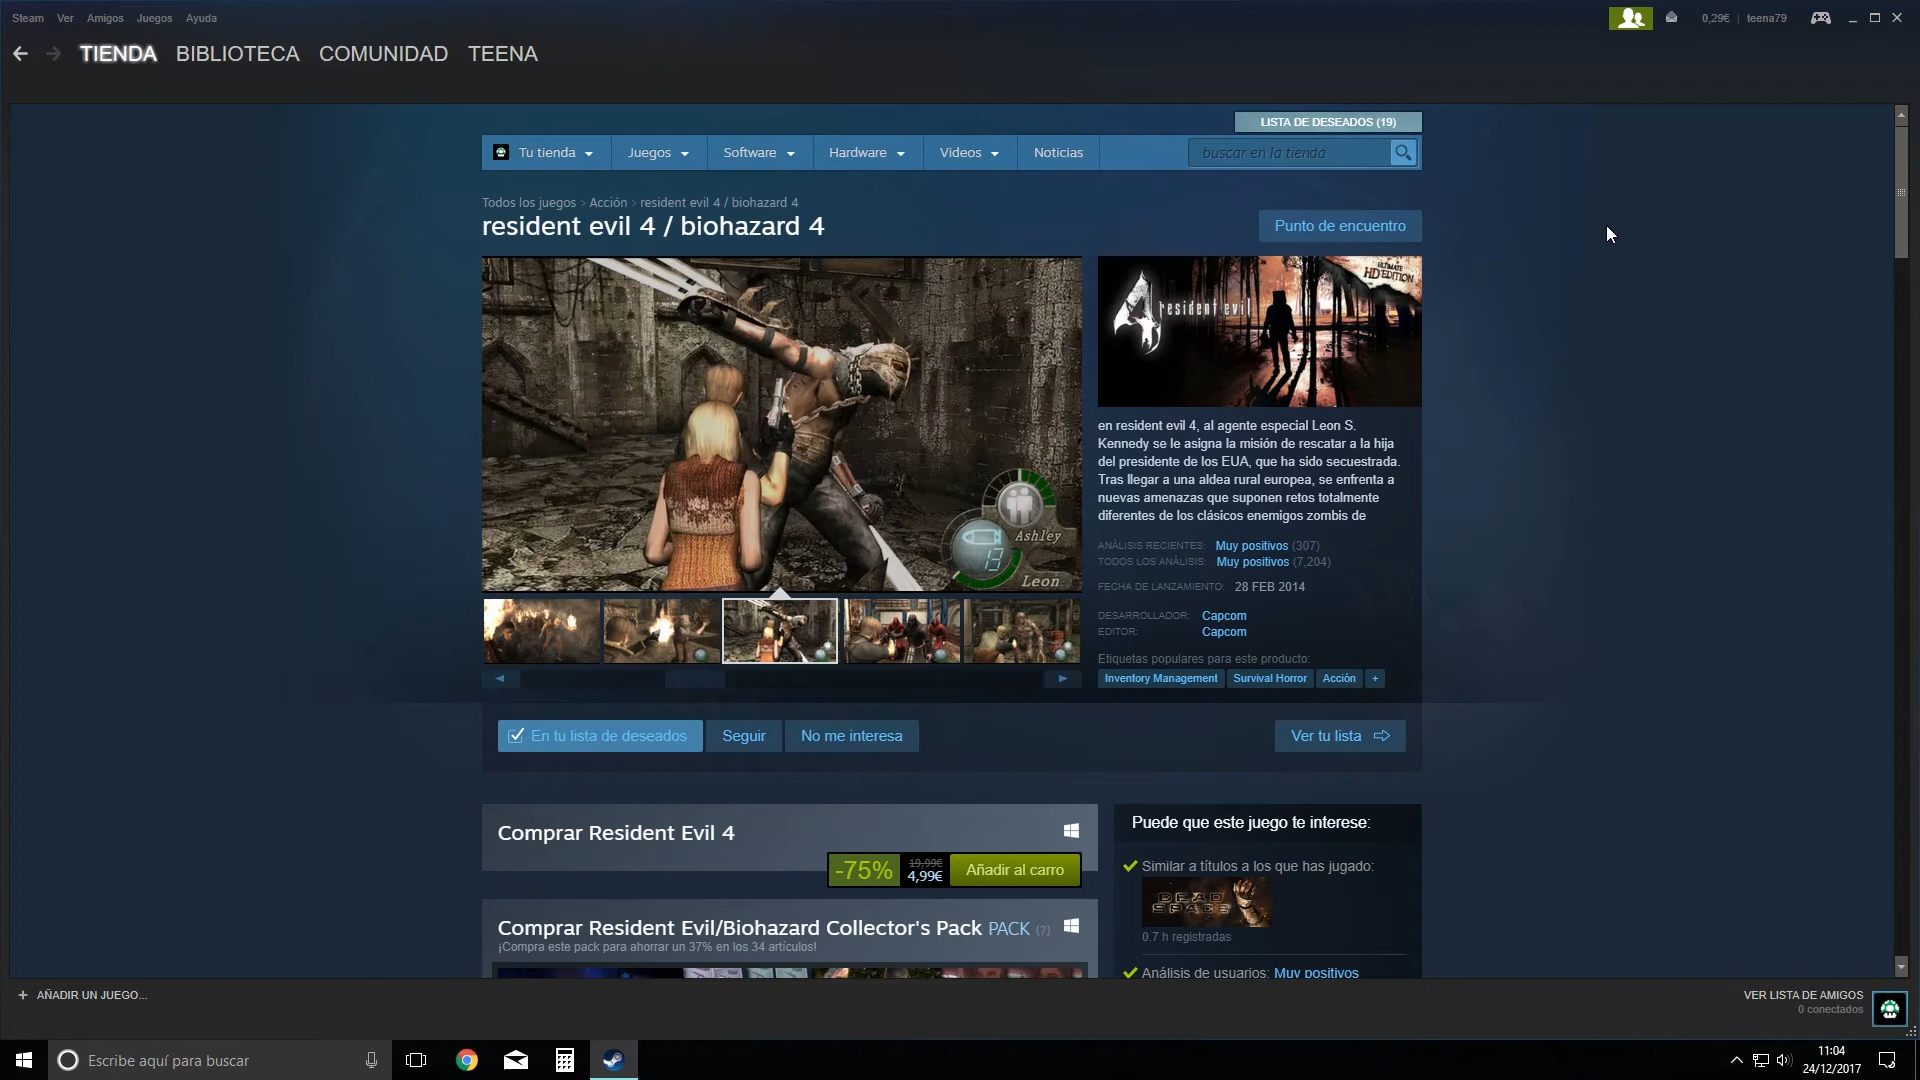 Steam Ver Amigos Juegos Ayuda
0,29€ | teena79
TIENDA BIBLIOTECA COMUNIDAD TEENA
LISTA DE DESEADOS (19)
Tu tienda Juegos Software Hardware Videos Noticias
buscar en la tienda
Todos los juegos > Acción > resident evil 4 / biohazard 4
resident evil 4 / biohazard 4
Punto de encuentro
ULTIMATE
HD EDITION
4 resident evil
Ashley
13
Leon
en resident evil 4, al agente especial Leon S.
Kennedy se le asigna la misión de rescatar a la hija
del presidente de los EUA, que ha sido secuestrada.
Tras llegar a una aldea rural europea, se enfrenta a
nuevas amenazas que suponen retos totalmente
diferentes de los clásicos enemigos zombis de
ANÁLISIS RECIENTES: Muy positivos (307)
TODOS LOS ANÁLISIS: Muy positivos (7,204)
FECHA DE LANZAMIENTO: 28 FEB 2014
DESARROLLADOR: Capcom
EDITOR: Capcom
Etiquetas populares para este producto:
Inventory Management Survival Horror Acción +
En tu lista de deseados Seguir No me interesa Ver tu lista
Comprar Resident Evil 4
-75% 19,99€ 4,99€ Añadir al carro
Comprar Resident Evil/Biohazard Collector's Pack PACK (?)
¡Compra este pack para ahorrar un 37% en los 34 artículos!
Puede que este juego te interese:
Similar a títulos a los que has jugado:
DEAD SPACE
0.7 h registradas
Análisis de usuarios: Muy positivos
+ AÑADIR UN JUEGO...
VER LISTA DE AMIGOS
0 conectados
Escribe aquí para buscar
11:04
24/12/2017